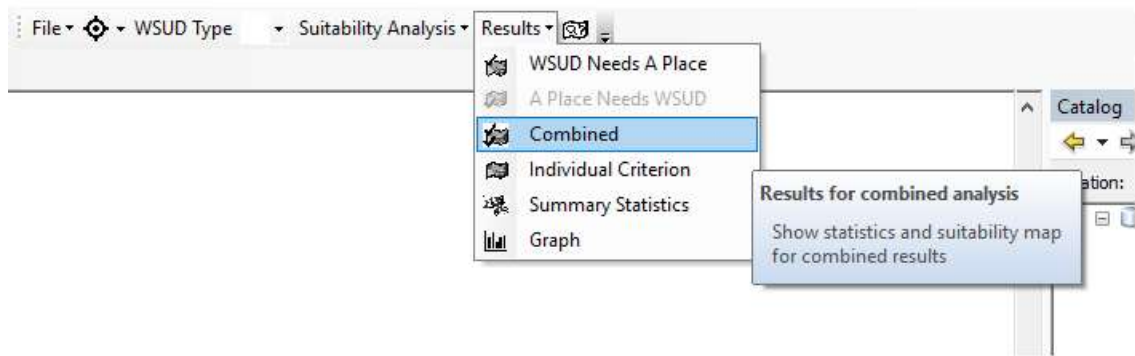 File WSUD Type Suitability Analysis Results
WSUD Needs A Place
A Place Needs WSUD
Combined
Individual Criterion
Summary Statistics
Graph
Catalog
ation:
Results for combined analysis
Show statistics and suitability map
for combined results